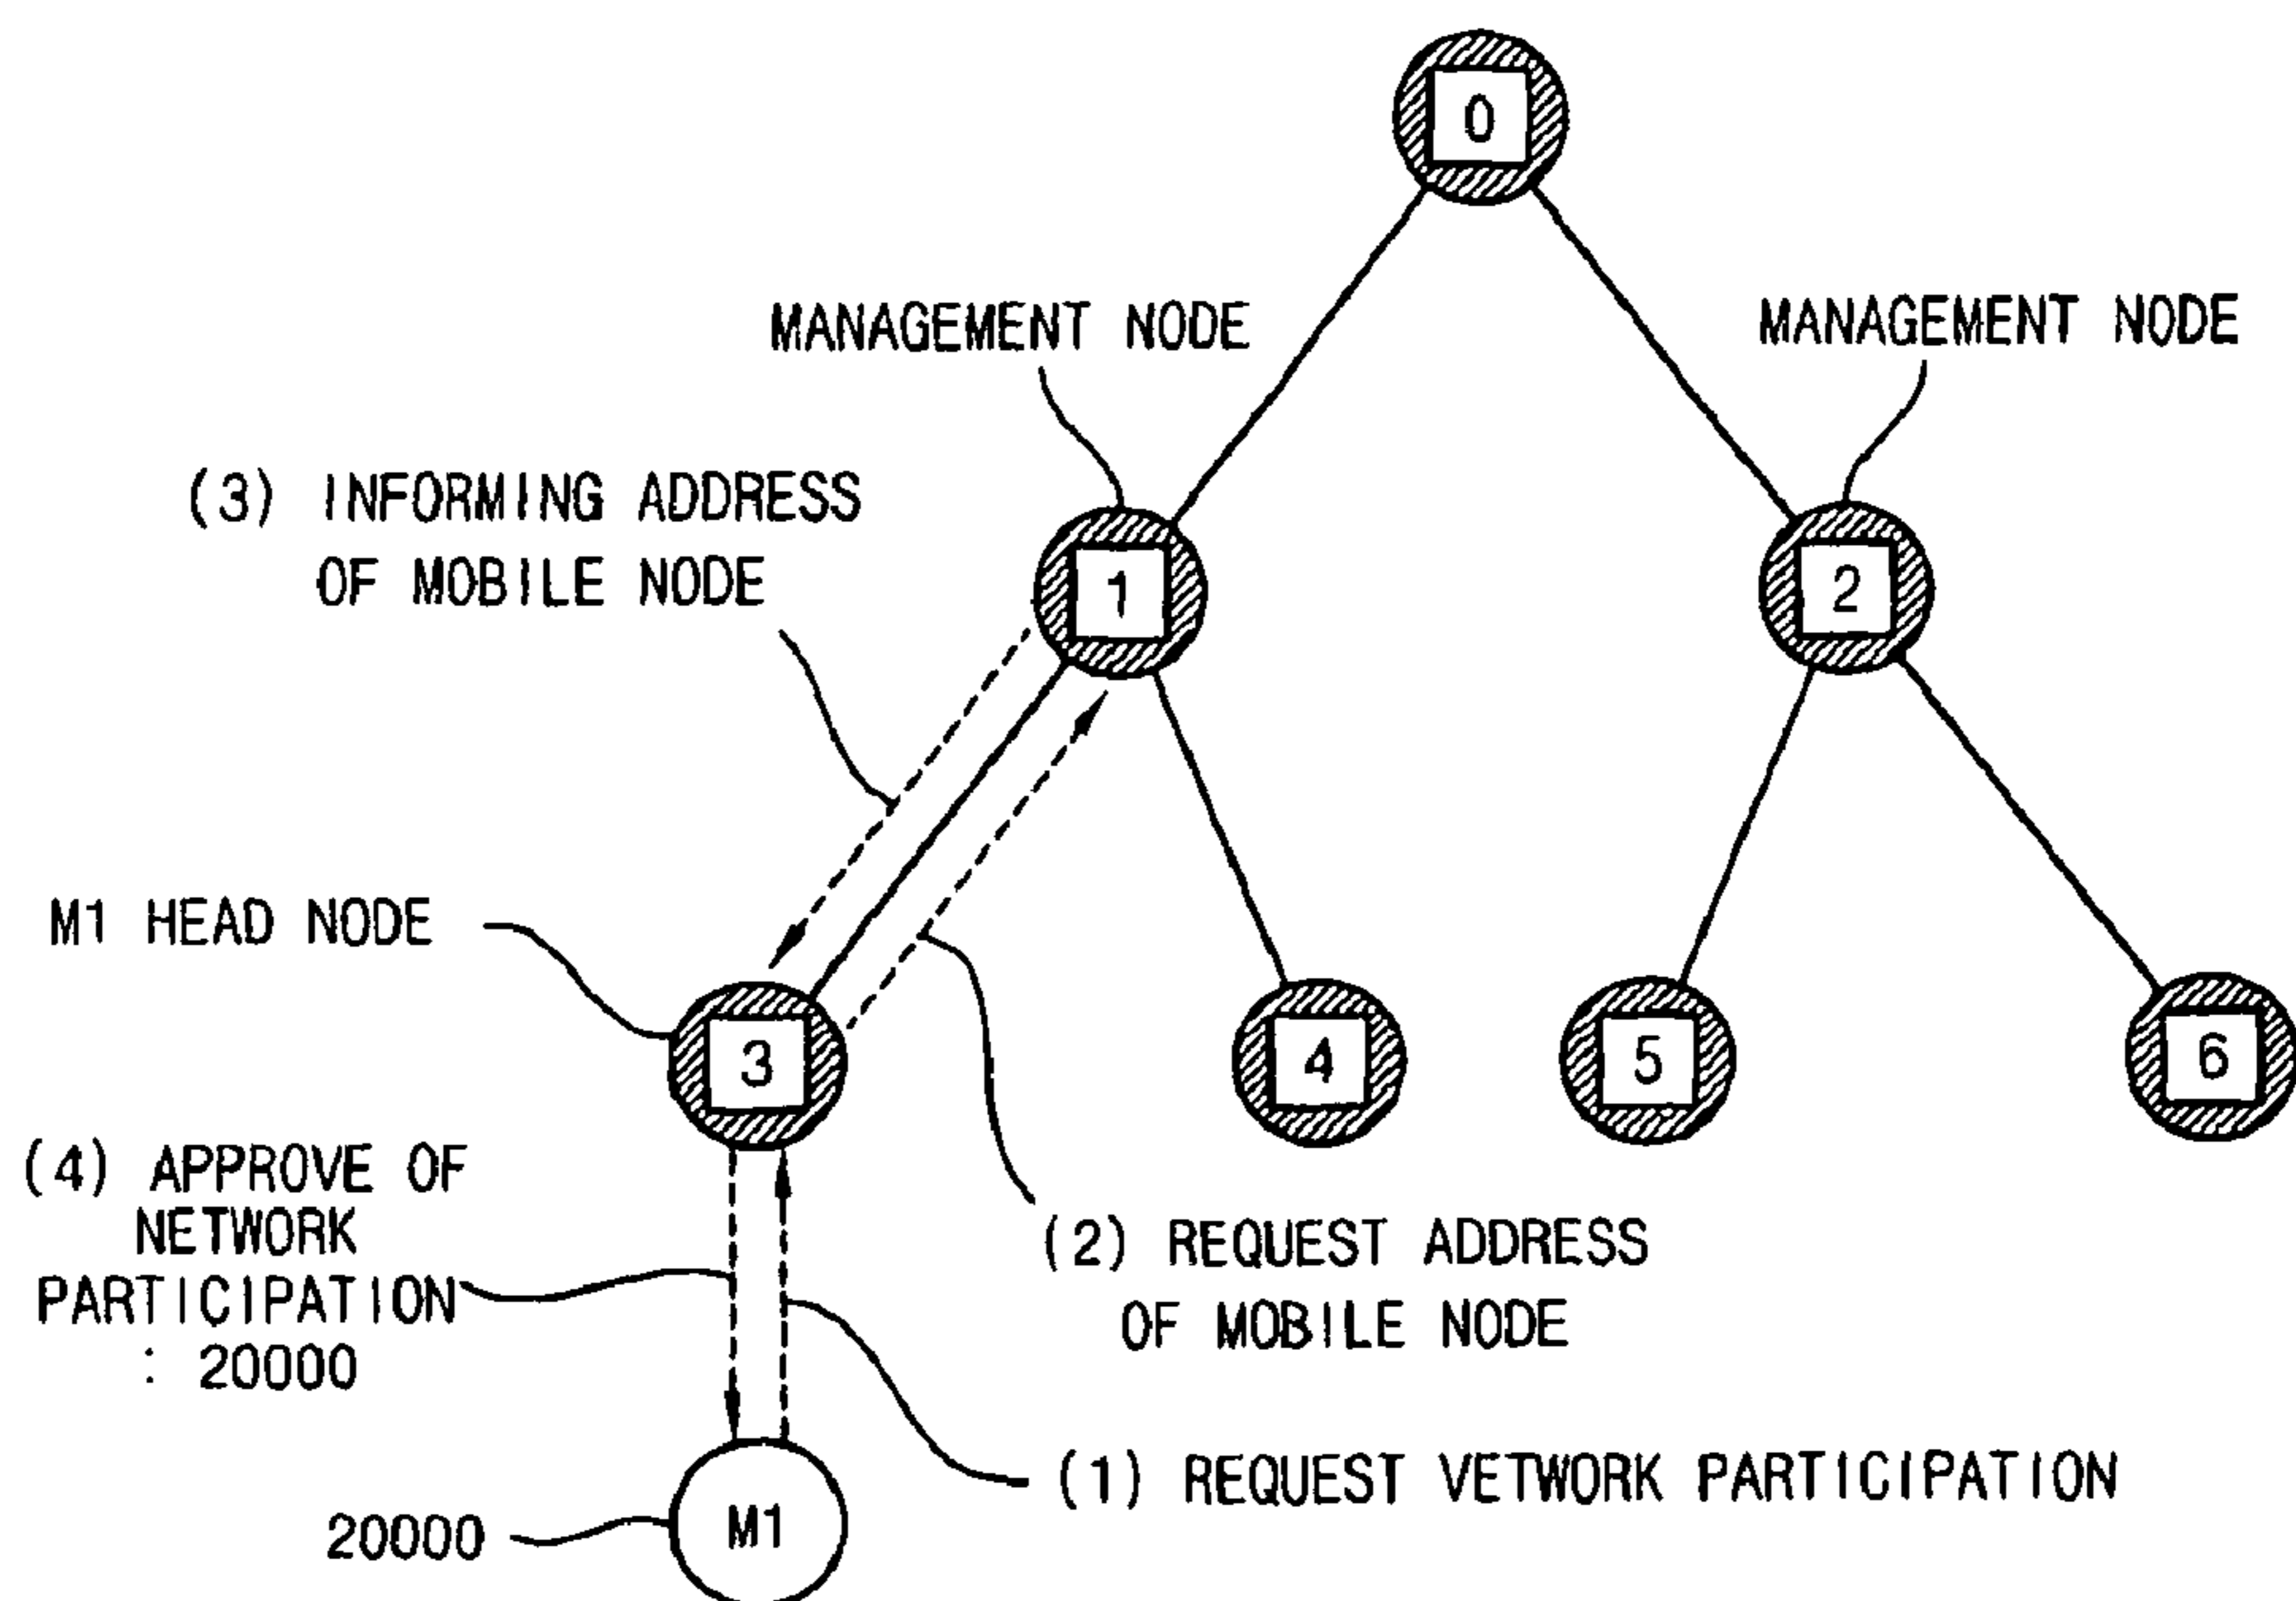 0
MANAGEMENT NODE
MANAGEMENT NODE
(3) INFORMING ADDRESS
OF MOBILE NODE
1
2
M1 HEAD NODE
3
4
5
6
(4) APPROVE OF
NETWORK
PARTICIPATION
: 20000
(2) REQUEST ADDRESS
OF MOBILE NODE
(1) REQUEST VETWORK PARTICIPATION
20000
M1